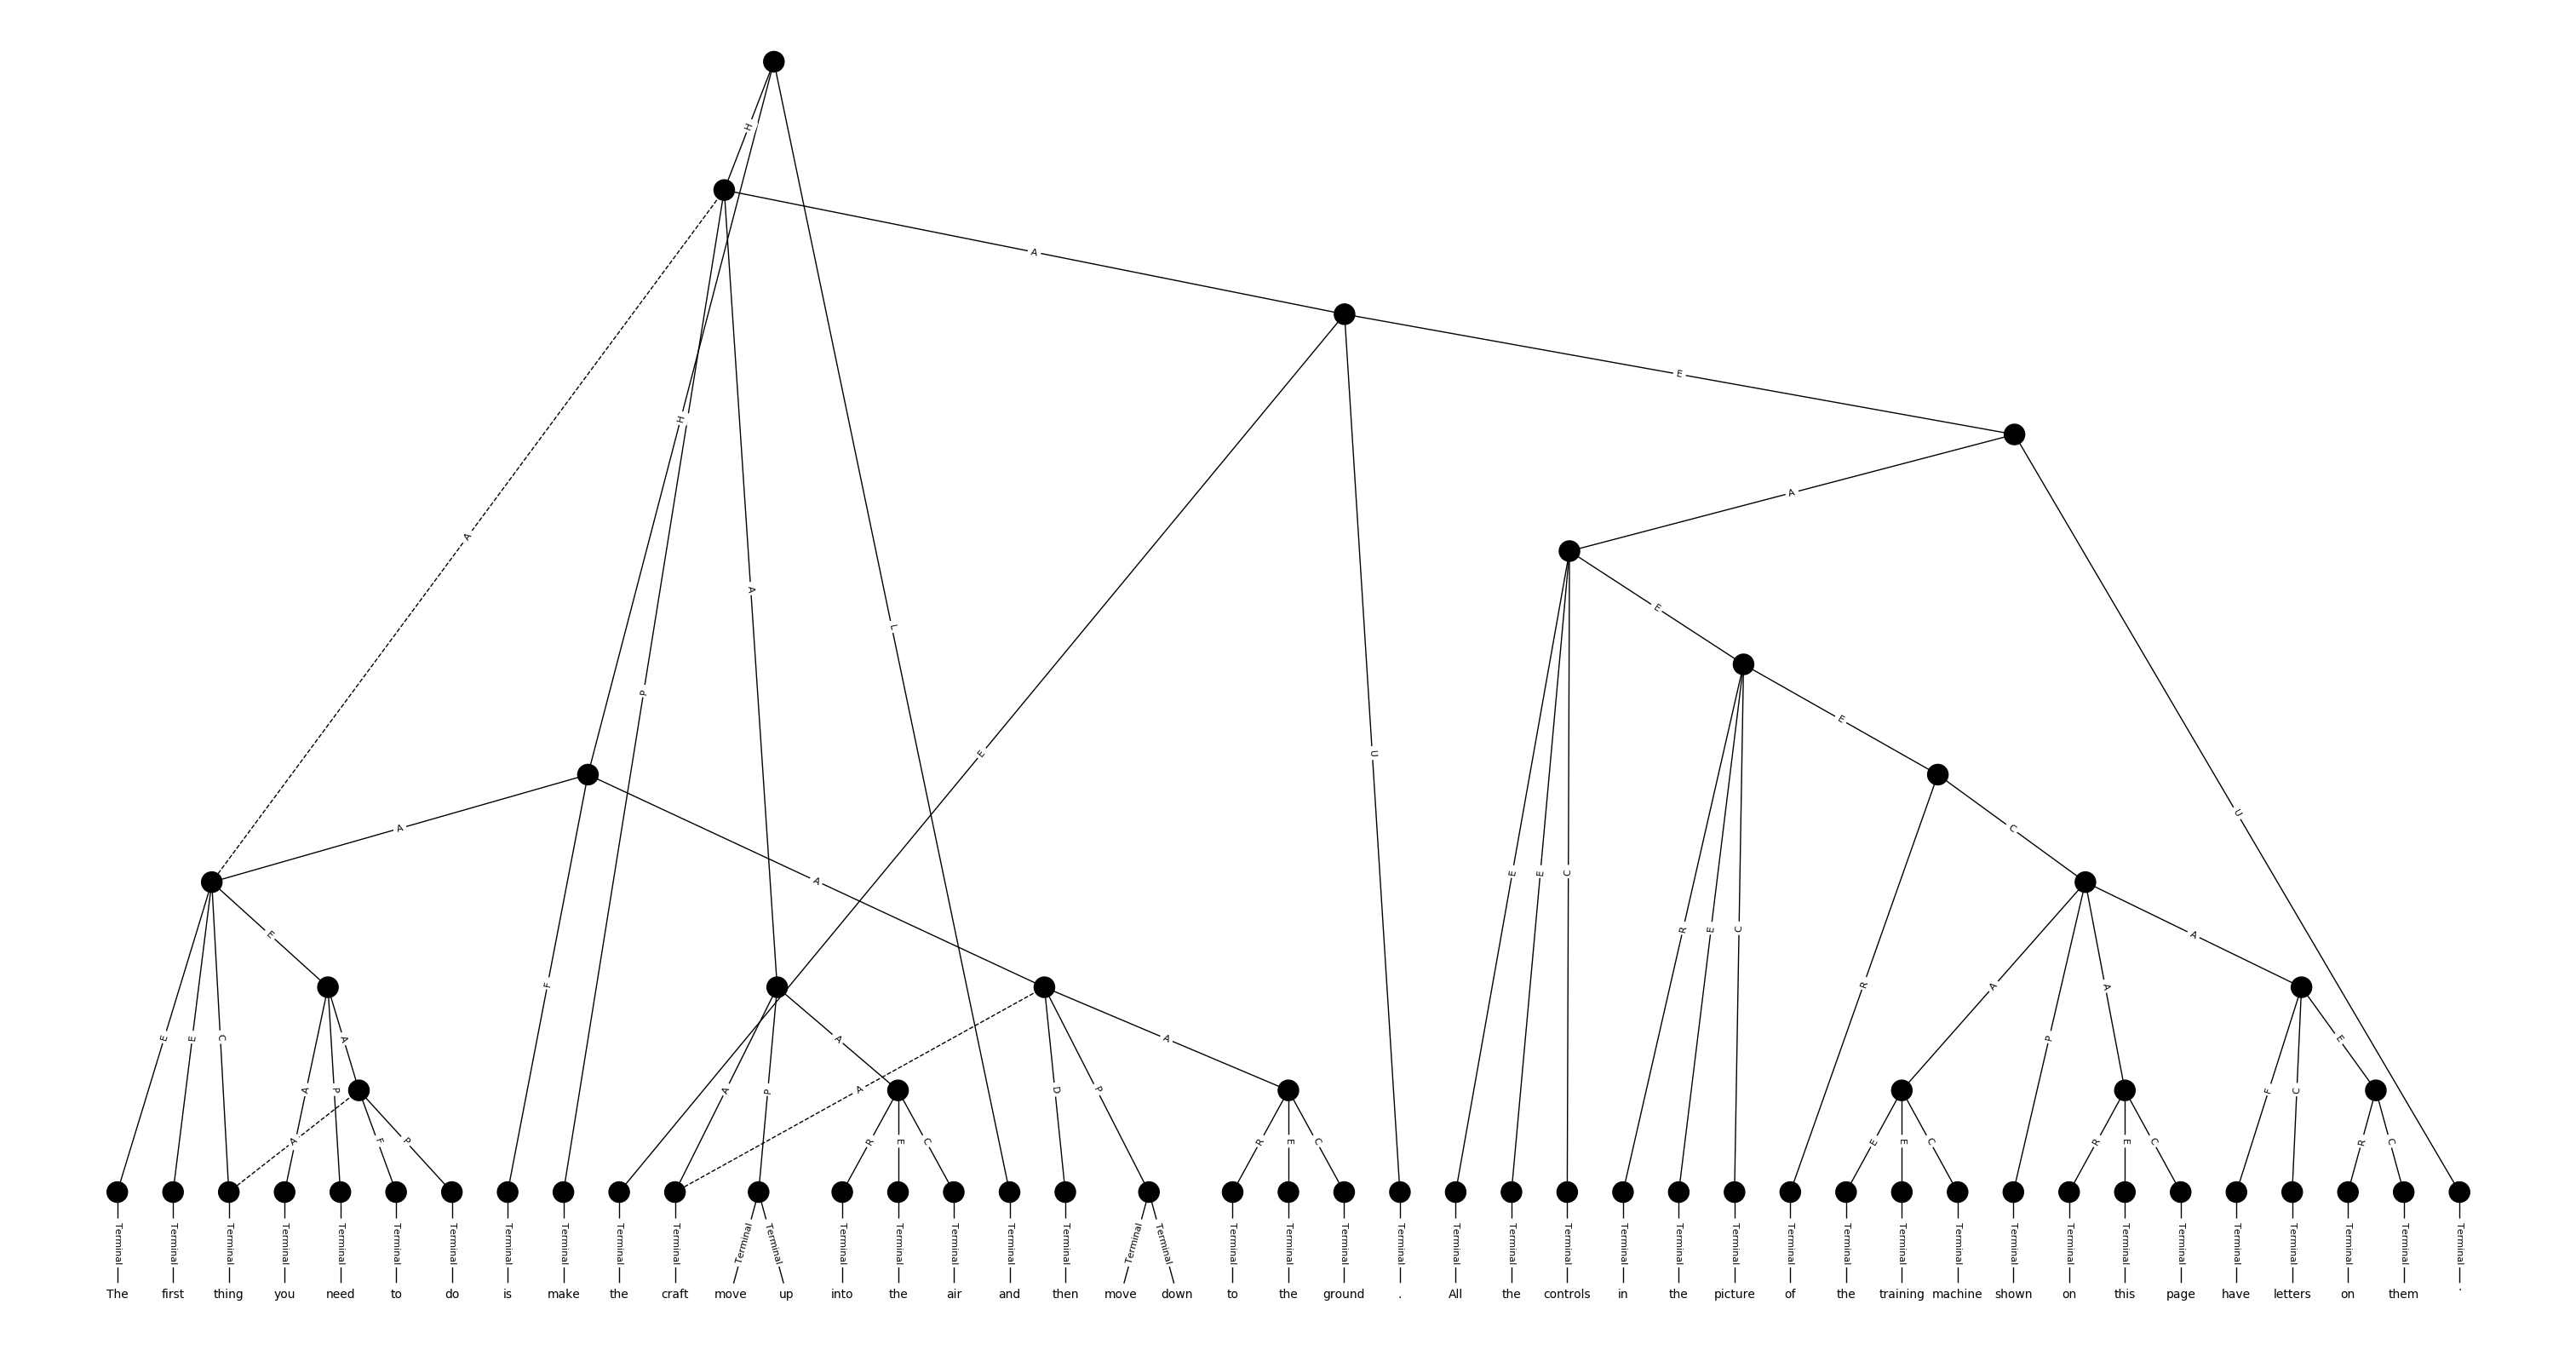 H
A
E
A
H
A
E
A
P
L
E
C
A
A
E
U
U
E
E
C
R
E
C
A
E
F
R
A
P
A
E
E
C
A
A
E
A
P
A
P
A
D
P
F
C
A
F
P
R
E
C
R
E
C
E
E
C
R
E
C
R
C
Terminal Terminal Terminal Terminal Terminal Terminal Terminal Terminal Terminal Terminal Terminal Terminal Terminal Terminal Terminal Terminal Terminal Terminal Terminal Terminal Terminal Terminal Terminal Terminal Terminal Terminal Terminal Terminal Terminal Terminal Terminal Terminal Terminal Terminal Terminal Terminal Terminal Terminal Terminal Terminal Terminal Terminal Terminal
The first thing you need to do is make the craft move up into the air and then move down to the ground . All the controls in the picture of the training machine shown on this page have letters on them .